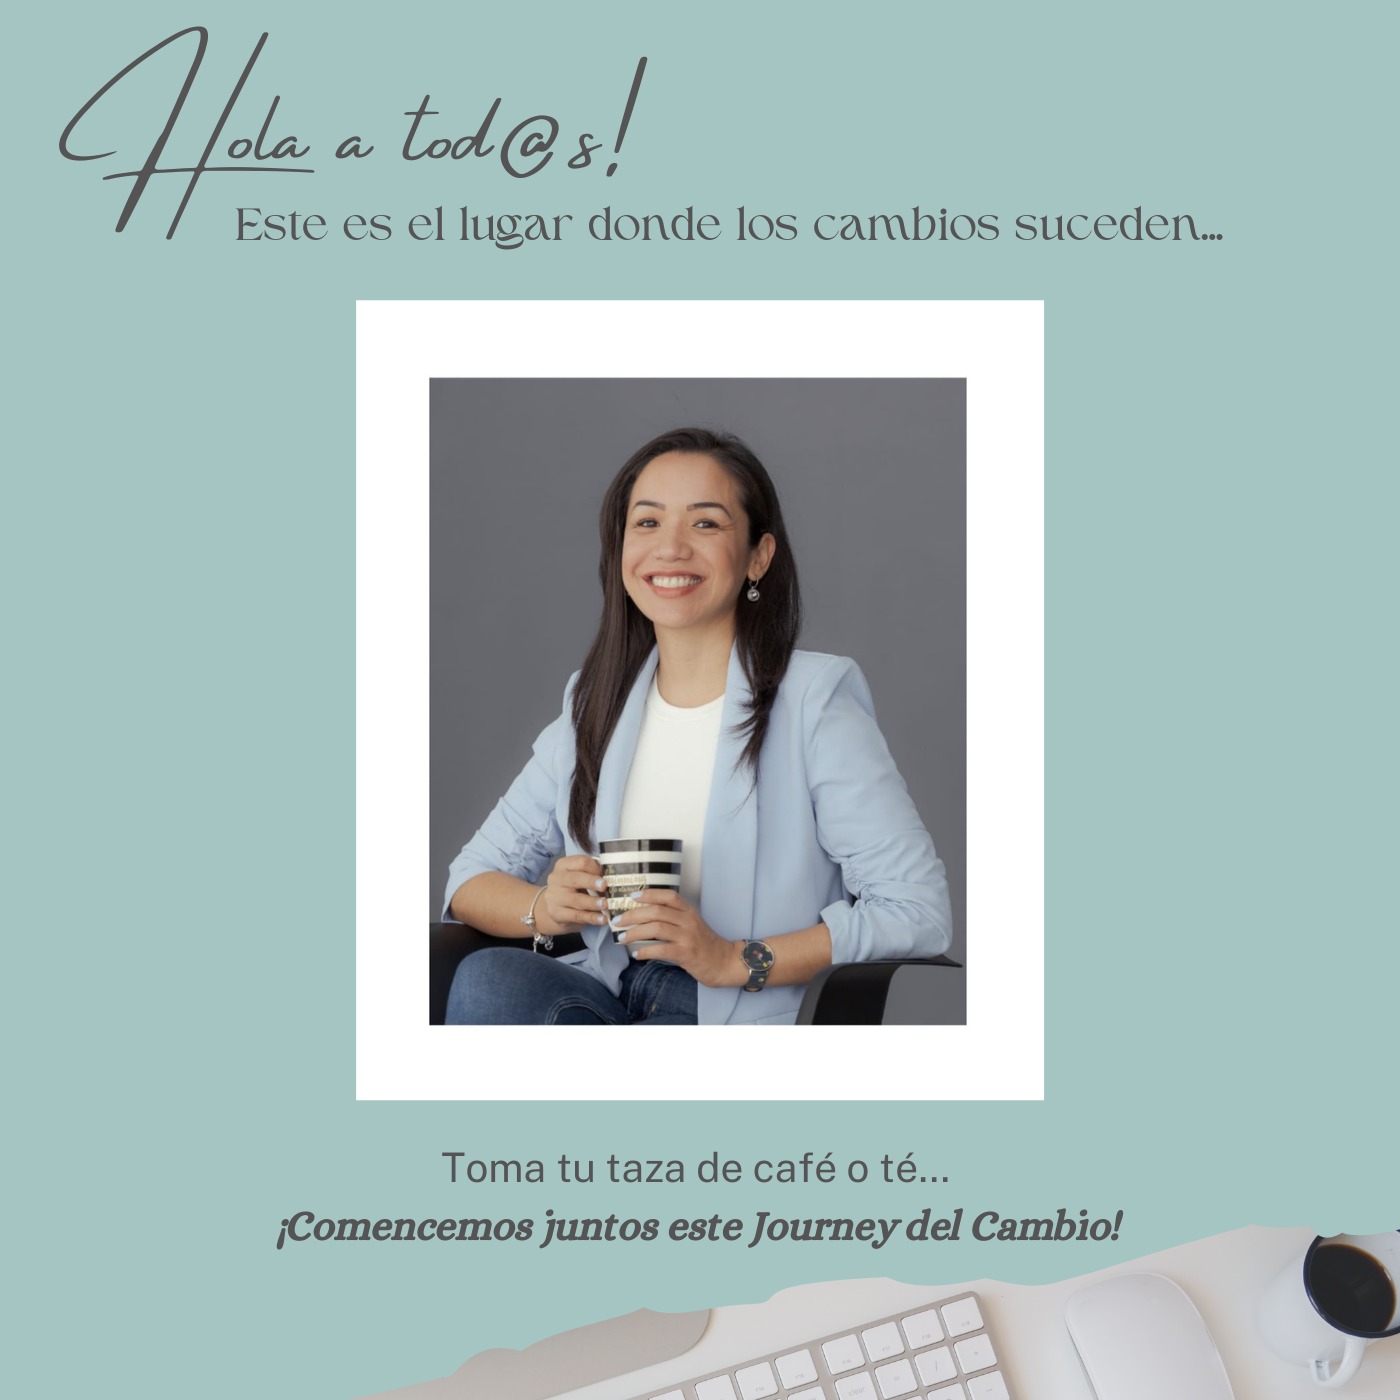 Hola a tod@s!
Este es el lugar donde los cambios suceden...
Toma tu taza de café o té...
¡Comencemos juntos este Journey del Cambio!